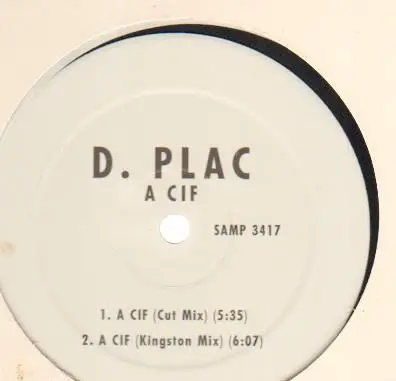 D. PLAC
A CIF
SAMP 3417
1. A CIF (Cut Mix) (5:35)
2. A CIF (Kingston Mix) (6:07)